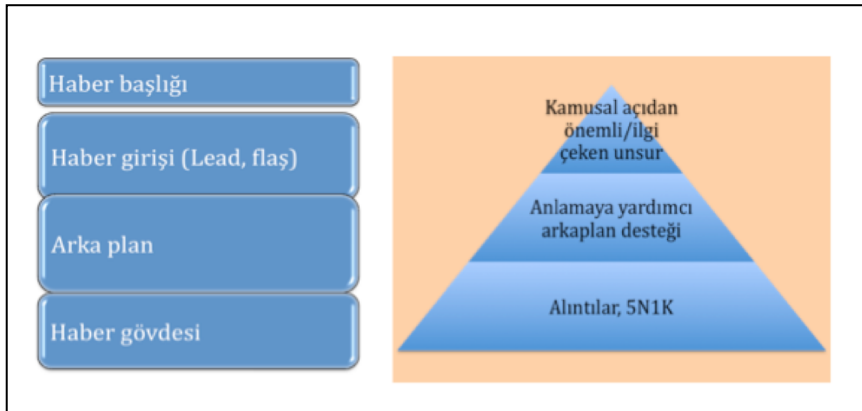 Haber başlığı
Haber girişi (Lead, flaş)
Arka plan
Haber gövdesi
Kamusal açıdan
önemli/ilgi
çeken unsur
Anlamaya yardımcı
arkaplan desteği
Alıntılar, 5N1K